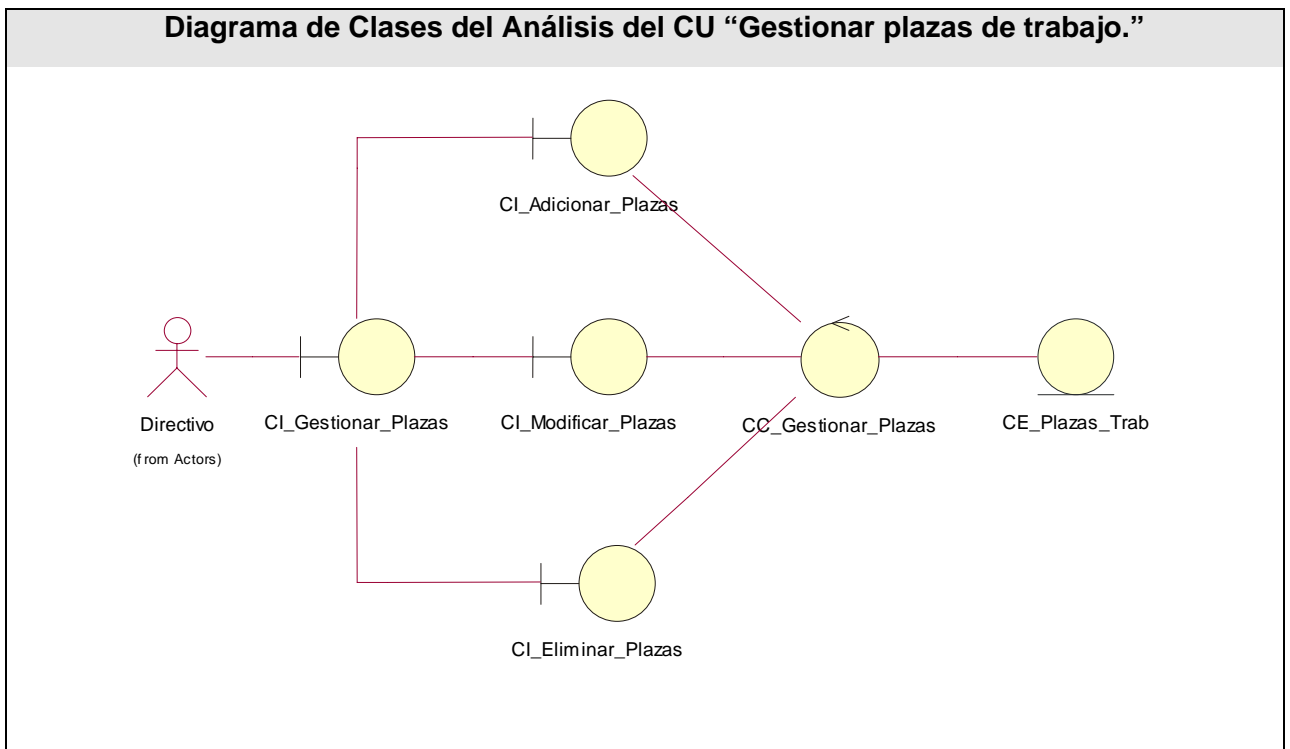 Diagrama de Clases del Análisis del CU “Gestionar plazas de trabajo.”
CI_Adicionar_Plazas
Directivo
(from Actors)
CI_Gestionar_Plazas
CI_Modificar_Plazas
CC_Gestionar_Plazas
CE_Plazas_Trab
CI_Eliminar_Plazas